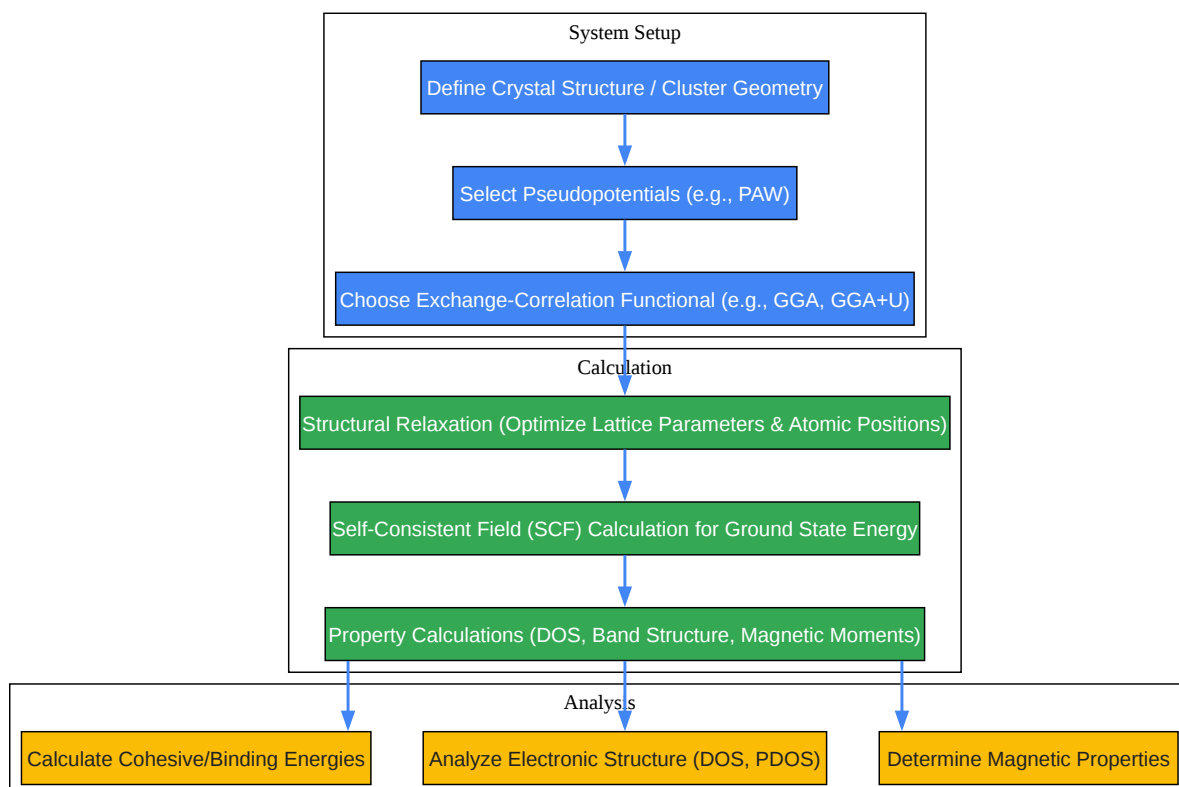 System Setup
Define Crystal Structure / Cluster Geometry
Select Pseudopotentials (e.g., PAW)
Choose Exchange-Correlation Functional (e.g., GGA, GGA+U)
Calculation
Structural Relaxation (Optimize Lattice Parameters & Atomic Positions)
Self-Consistent Field (SCF) Calculation for Ground State Energy
Property Calculations (DOS, Band Structure, Magnetic Moments)
Analysis
Calculate Cohesive/Binding Energies
Analyze Electronic Structure (DOS, PDOS)
Determine Magnetic Properties